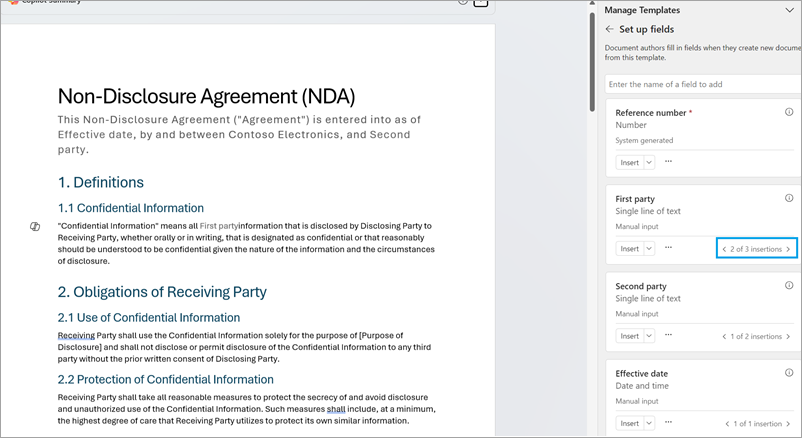 Copilot Summary
Non-Disclosure Agreement (NDA)
This Non-Disclosure Agreement ("Agreement") is entered into as of
Effective date, by and between Contoso Electronics, and Second
party.
1. Definitions
1.1 Confidential Information
"Confidential Information" means all First partyinformation that is disclosed by Disclosing Party to
Receiving Party, whether orally or in writing, that is designated as confidential or that reasonably
should be understood to be confidential given the nature of the information and the circumstances
of disclosure.
2. Obligations of Receiving Party
2.1 Use of Confidential Information
Receiving Party shall use the Confidential Information solely for the purpose of [Purpose of
Disclosure] and shall not disclose or permit disclosure of the Confidential Information to any third
party without the prior written consent of Disclosing Party.
2.2 Protection of Confidential Information
Receiving Party shall take all reasonable measures to protect the secrecy of and avoid disclosure
and unauthorized use of the Confidential Information. Such measures shall include, at a minimum,
the highest degree of care that Receiving Party utilizes to protect its own similar information.
Manage Templates
Set up fields
Document authors fill in fields when they create new docume
from this template.
Enter the name of a field to add
Reference number *
Number
System generated
Insert
First party
Single line of text
Manual input
Insert
2 of 3 insertions
Second party
Single line of text
Manual input
Insert
1 of 2 insertions
Effective date
Date and time
Manual input
Insert
1 of 1 insertion